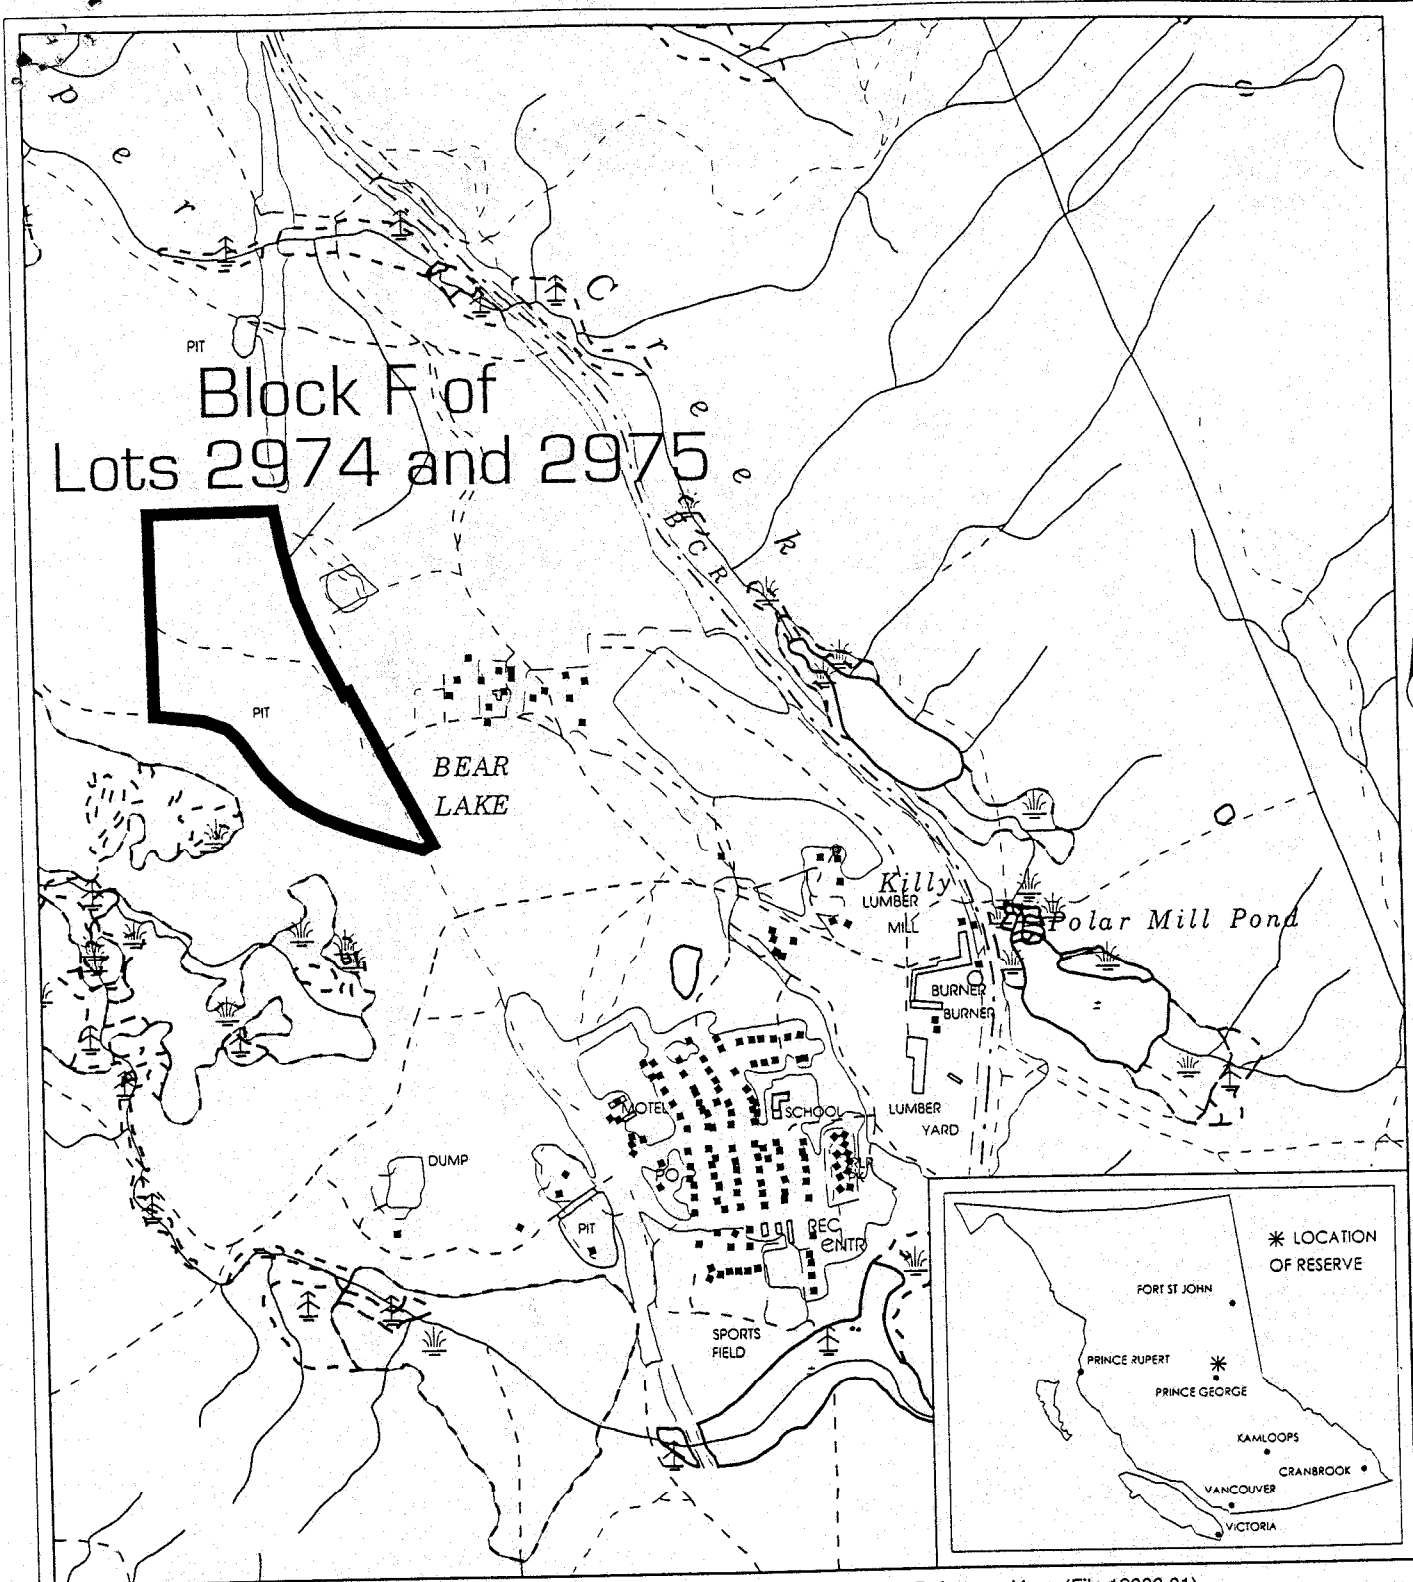 p e r
C r e e k
C
PIT
Block F of
Lots 2974 and 2975
B C R
PIT
BEAR
LAKE
Killy
LUMBER
MILL
Polar Mill Pond
BURNER
BURNER
MOTEL
SCHOOL
LUMBER
YARD
DUMP
PIT
REC
CNTR
SPORTS
FIELD
LOCATION
OF RESERVE
FORT ST JOHN
PRINCE RUPERT
PRINCE GEORGE
KAMLOOPS
CRANBROOK
VANCOUVER
VICTORIA